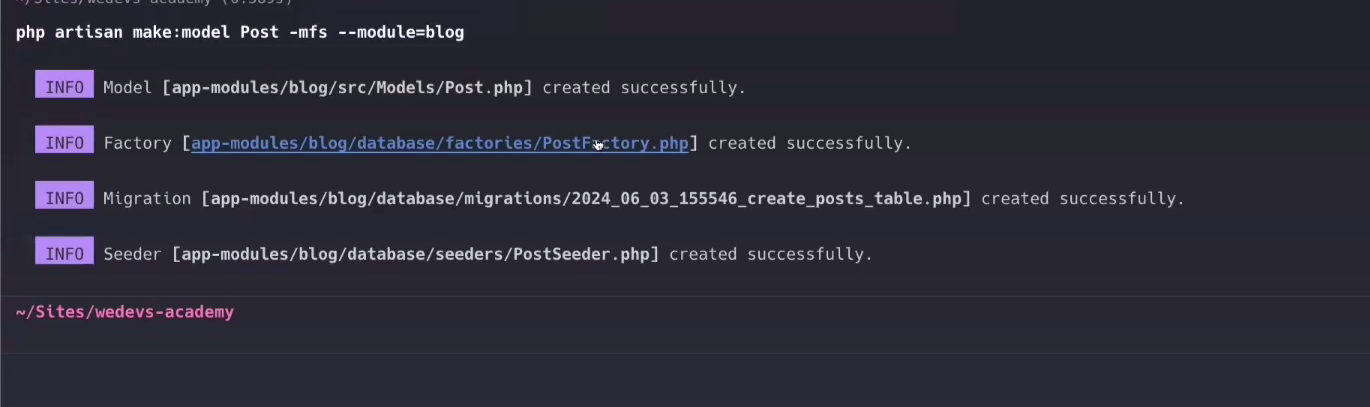 ~/Sites/wedevs-academy
php artisan make:model Post -mfs --module=blog
INFO Model [app-modules/blog/src/Models/Post.php] created successfully.
INFO Factory [app-modules/blog/database/factories/PostFactory.php] created successfully.
INFO Migration [app-modules/blog/database/migrations/2024_06_03_155546_create_posts_table.php] created successfully.
INFO Seeder [app-modules/blog/database/seeders/PostSeeder.php] created successfully.
~/Sites/wedevs-academy